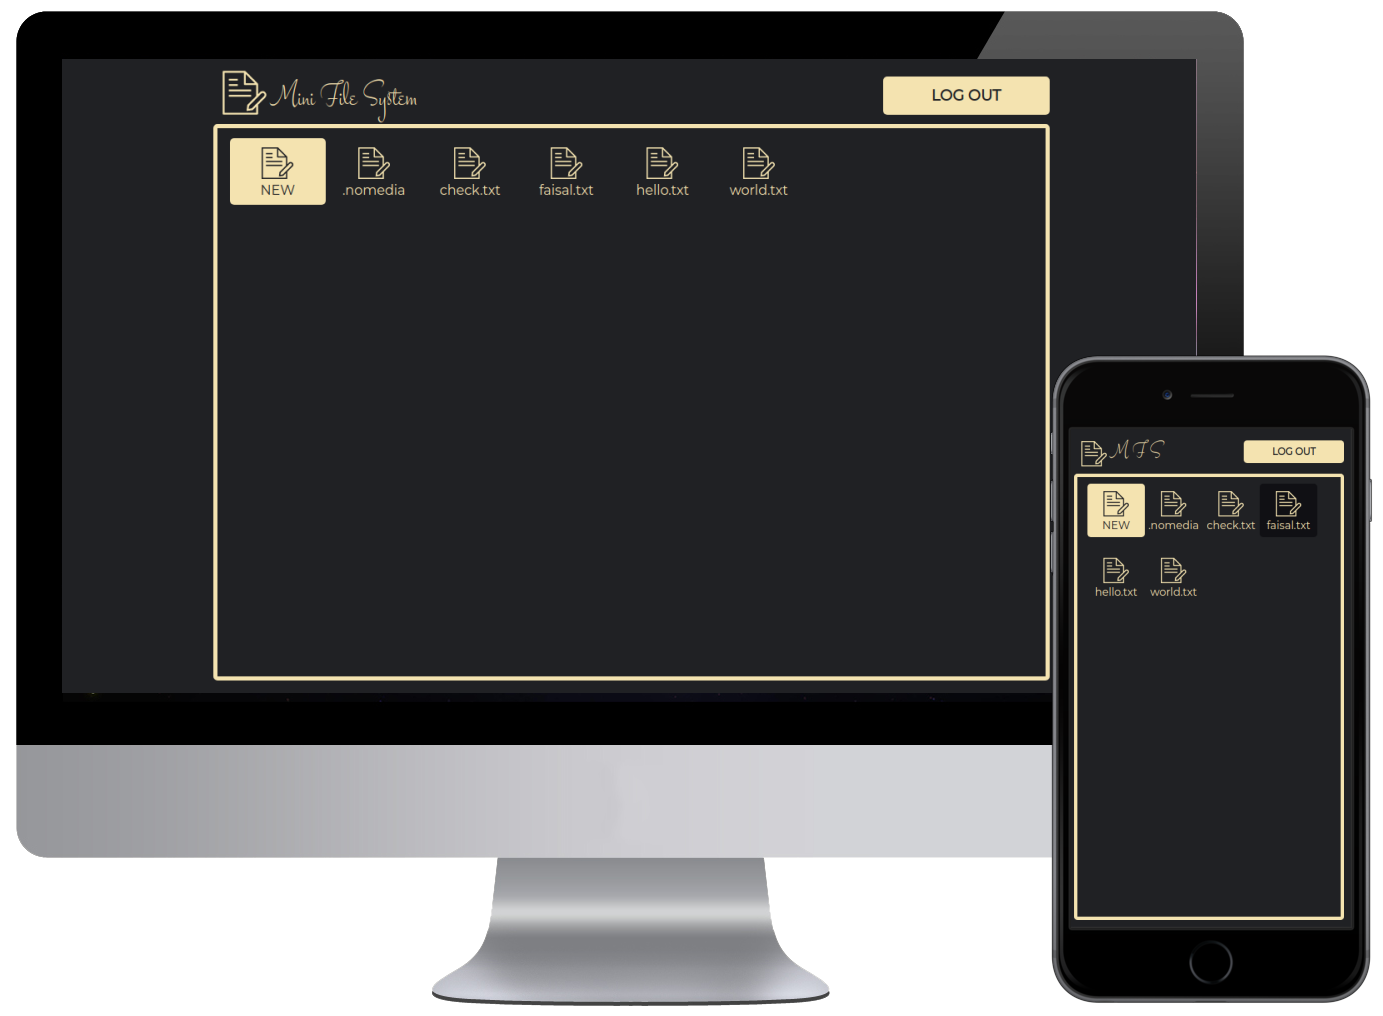 Mini File System
LOG OUT
NEW
.nomedia
check.txt
faisal.txt
hello.txt
world.txt
MFS
LOG OUT
NEW
.nomedia
check.txt
faisal.txt
hello.txt
world.txt